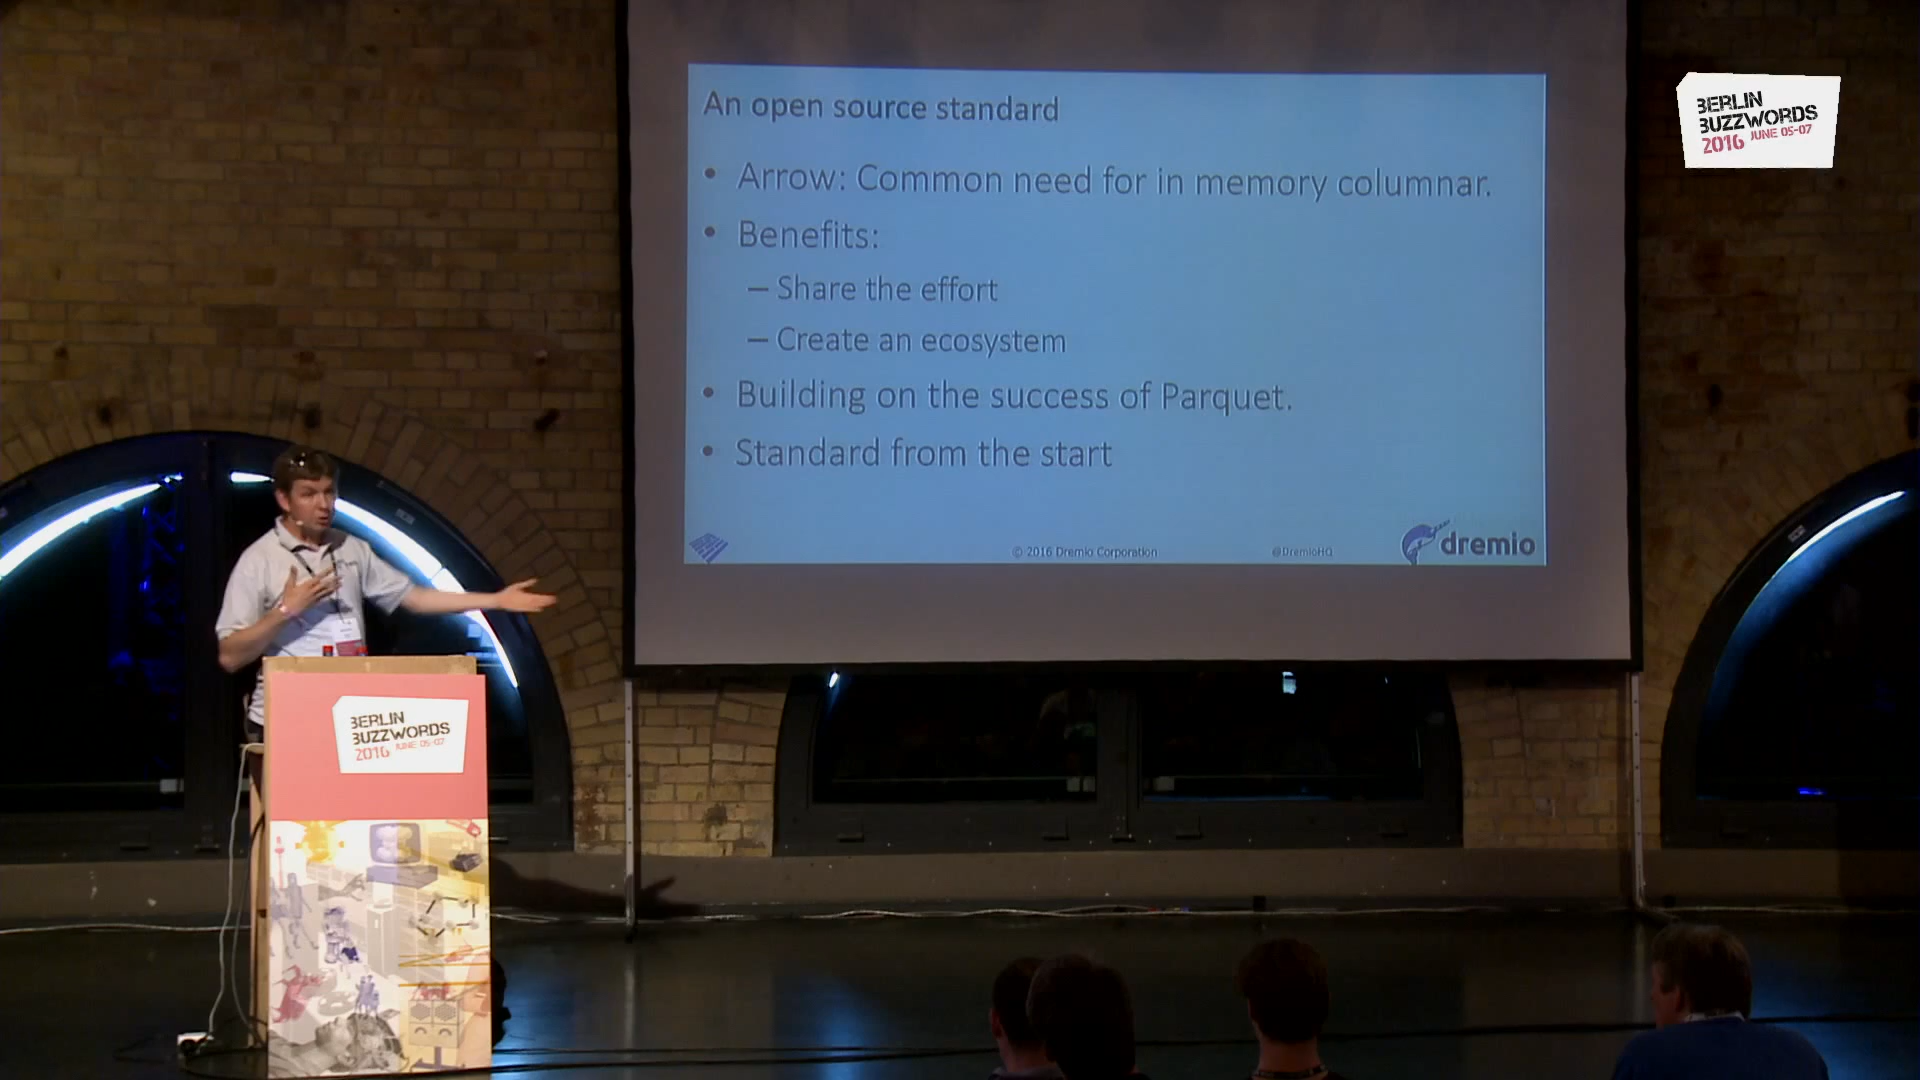 An open source standard
• Arrow: Common need for in memory columnar.
• Benefits:
– Share the effort
– Create an ecosystem
• Building on the success of Parquet.
• Standard from the start
© 2016 Dremio Corporation
@DremioHQ
dremio
BERLIN
BUZZWORDS
2016 JUNE 05-07
BERLIN
BUZZWORDS
2016 JUNE 05-07